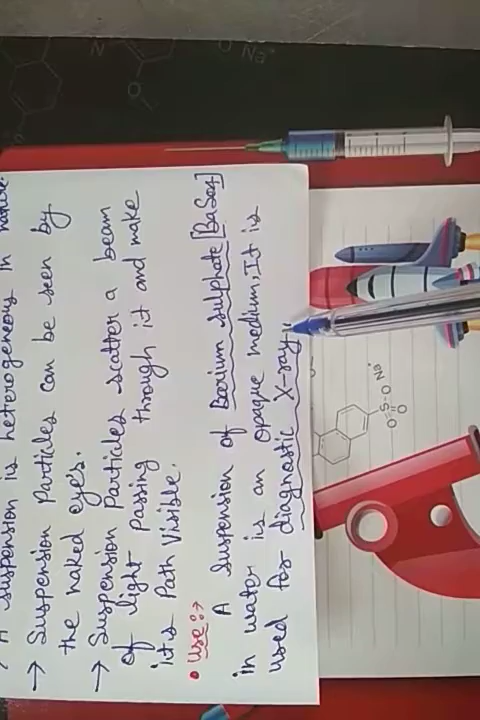 → A suspension is heterogeneous in nature.
→ Suspension Particles can be seen by
the naked eyes.
→ Suspension Particles scatter a beam
of light passing through it and make
its Path Visible.
• Use :→
A suspension of Barium sulphate [BaSo4]
in water is an opaque medium, It is
used for diagnostic X-ray,,
S-O Na+
O
O